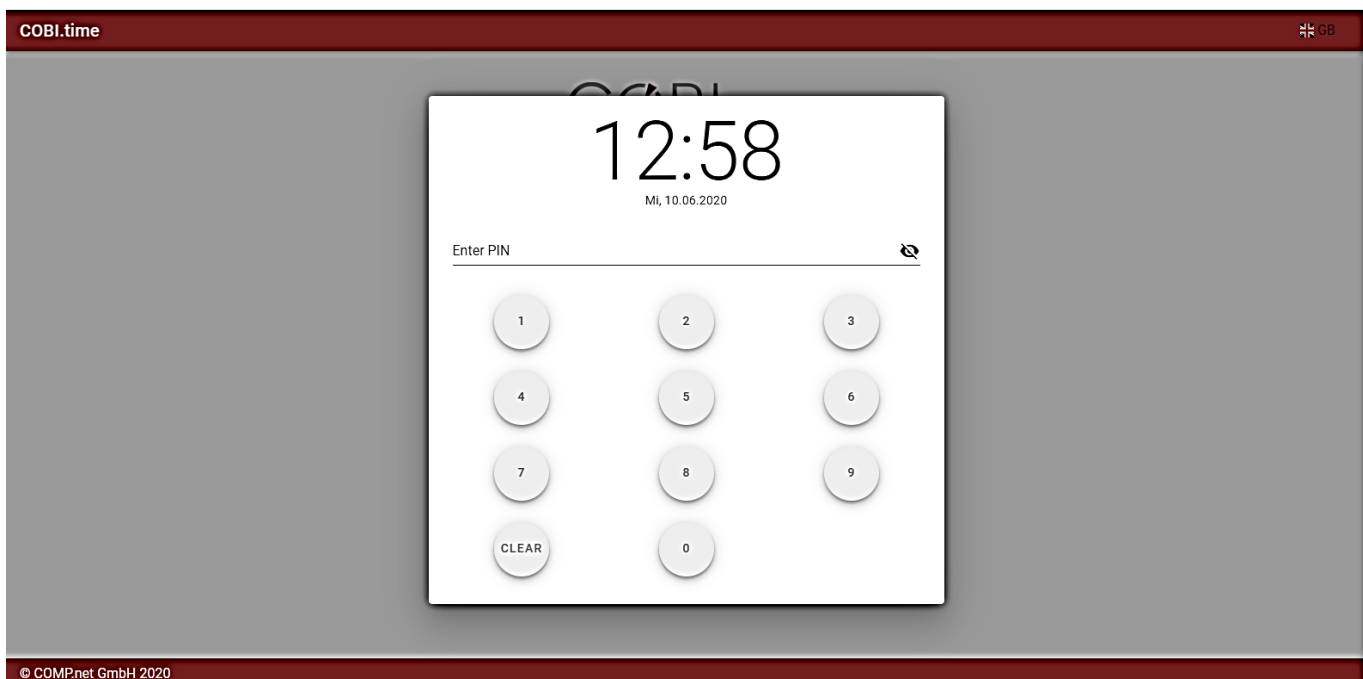 COBI.time GB
COBI
12:58
Mi, 10.06.2020
Enter PIN
1 2 3
4 5 6
7 8 9
CLEAR 0
© COMP.net GmbH 2020